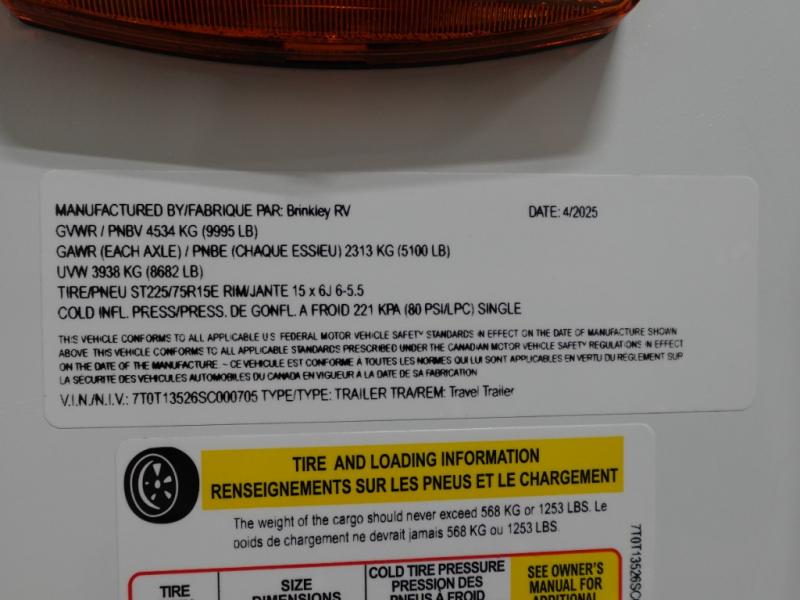 MANUFACTURED BY/FABRIQUE PAR: Brinkley RV DATE: 4/2025
GVWR / PNBV 4534 KG (9995 LB)
GAWR (EACH AXLE) / PNBE (CHAQUE ESSIEU) 2313 KG (5100 LB)
UVW 3938 KG (8682 LB)
TIRE/PNEU ST225/75R15E RIM/JANTE 15 x 6J 6-5.5
COLD INFL. PRESS/PRESS. DE GONFL. A FROID 221 KPA (80 PSI/LPC) SINGLE
THIS VEHICLE CONFORMS TO ALL APPLICABLE U.S FEDERAL MOTOR VEHICLE SAFETY STANDARDS IN EFFECT ON THE DATE OF MANUFACTURE SHOWN
ABOVE THIS VEHICLE CONFORMS TO ALL APPLICABLE STANDARDS PRESCRIBED UNDER THE CANADIAN MOTOR VEHICLE SAFETY REGULATIONS IN EFFECT
ON THE DATE OF THE MANUFACTURE. ~ CE VEHICULE EST CONFORME A TOUTES LES NORMES QUI LUI SONT APPLICABLES EN VERTU DU REGLEMENT SUR
LA SECURITE DES VEHICULES AUTOMOBILES DU CANADA EN VIGUEUR A LA DATE DE SA FABRICATION
V.I.N./N.I.V.: 7T0T13526SC000705 TYPE/TYPE: TRAILER TRA/REM: Travel Trailer
TIRE AND LOADING INFORMATION
RENSEIGNEMENTS SUR LES PNEUS ET LE CHARGEMENT
The weight of the cargo should never exceed 568 KG or 1253 LBS. Le
poids de chargement ne devrait jamais 568 KG ou 1253 LBS.
TIRE
SIZE
DIMENSIONS
COLD TIRE PRESSURE
PRESSION DES
PNEUS A FROID
SEE OWNER'S
MANUAL FOR
ADDITIONAL
7T0T13526SC